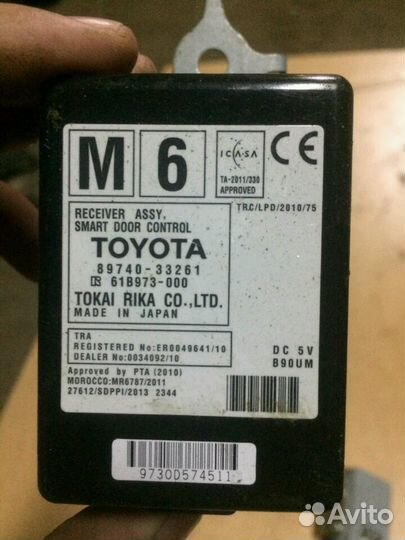 M 6
ICASA
TA-2011/330
APPROVED
CE
TRC/LPD/2010/75
RECEIVER ASSY,
SMART DOOR CONTROL
TOYOTA
89740-33261
61B973-000
TOKAI RIKA CO.,LTD.
MADE IN JAPAN
TRA
REGISTERED No:ER0049641/10
DEALER No:0034092/10
DC 5V
B90UM
Approved by PTA (2010)
MOROCCO:MR6787/2011
27612/SDPPI/2013 2344
9730D574511
Avito